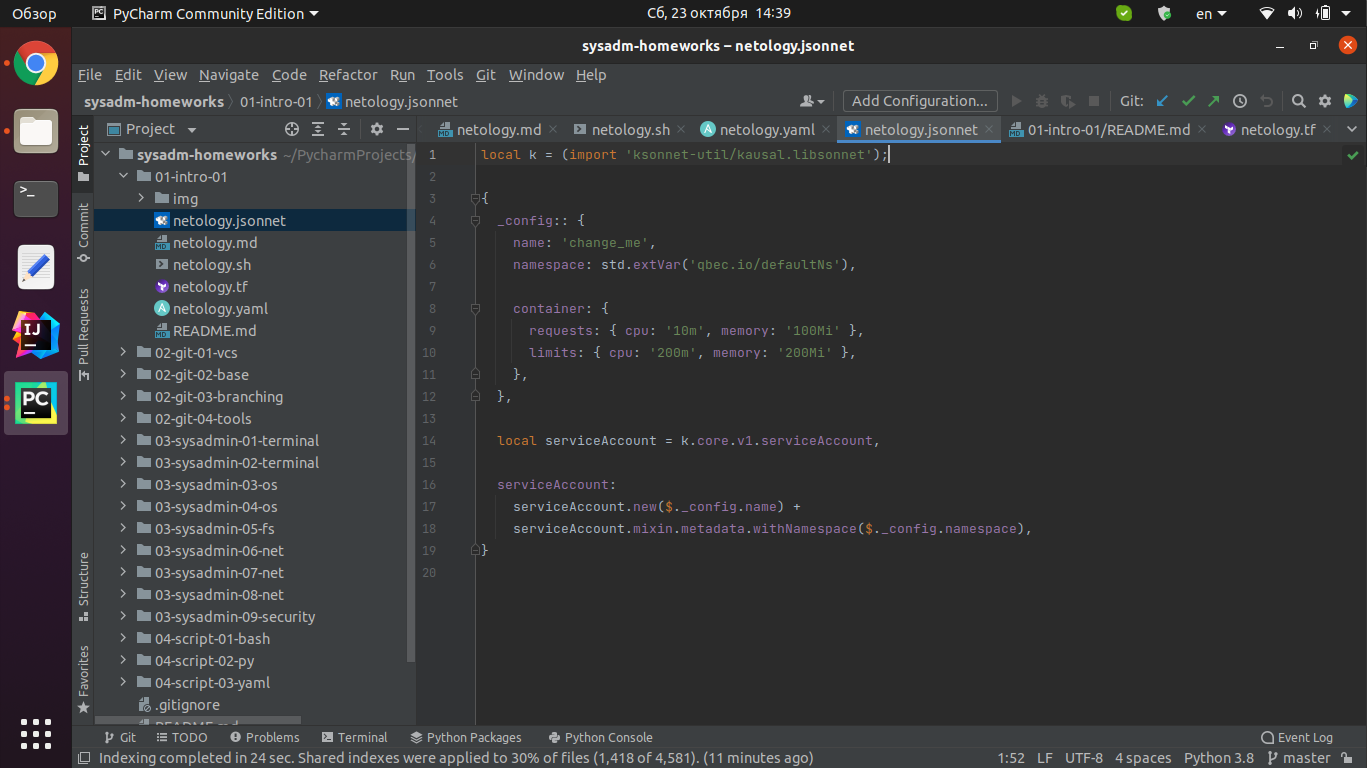 Обзор PyCharm Community Edition Сб, 23 октября 14:39 en
sysadm-homeworks – netology.jsonnet
File Edit View Navigate Code Refactor Run Tools Git Window Help
sysadm-homeworks 01-intro-01 netology.jsonnet Add Configuration... Git:
Project netology.md netology.sh netology.yaml netology.jsonnet 01-intro-01/README.md netology.tf
sysadm-homeworks ~/PycharmProjects/
01-intro-01
img
netology.jsonnet
netology.md
netology.sh
netology.tf
netology.yaml
README.md
02-git-01-vcs
02-git-02-base
02-git-03-branching
02-git-04-tools
03-sysadmin-01-terminal
03-sysadmin-02-terminal
03-sysadmin-03-os
03-sysadmin-04-os
03-sysadmin-05-fs
03-sysadmin-06-net
03-sysadmin-07-net
03-sysadmin-08-net
03-sysadmin-09-security
04-script-01-bash
04-script-02-py
04-script-03-yaml
.gitignore
README.md
Project
Commit
Pull Requests
Structure
Favorites
1 local k = (import 'ksonnet-util/kausal.libsonnet');
2
3 {
4 _config:: {
5 name: 'change_me',
6 namespace: std.extVar('qbec.io/defaultNs'),
7
8 container: {
9 requests: { cpu: '10m', memory: '100Mi' },
10 limits: { cpu: '200m', memory: '200Mi' },
11 },
12 },
13
14 local serviceAccount = k.core.v1.serviceAccount,
15
16 serviceAccount:
17 serviceAccount.new($._config.name) +
18 serviceAccount.mixin.metadata.withNamespace($._config.namespace),
19 }
20
Git TODO Problems Terminal Python Packages Python Console Event Log
Indexing completed in 24 sec. Shared indexes were applied to 30% of files (1,418 of 4,581). (11 minutes ago) 1:52 LF UTF-8 4 spaces Python 3.8 master